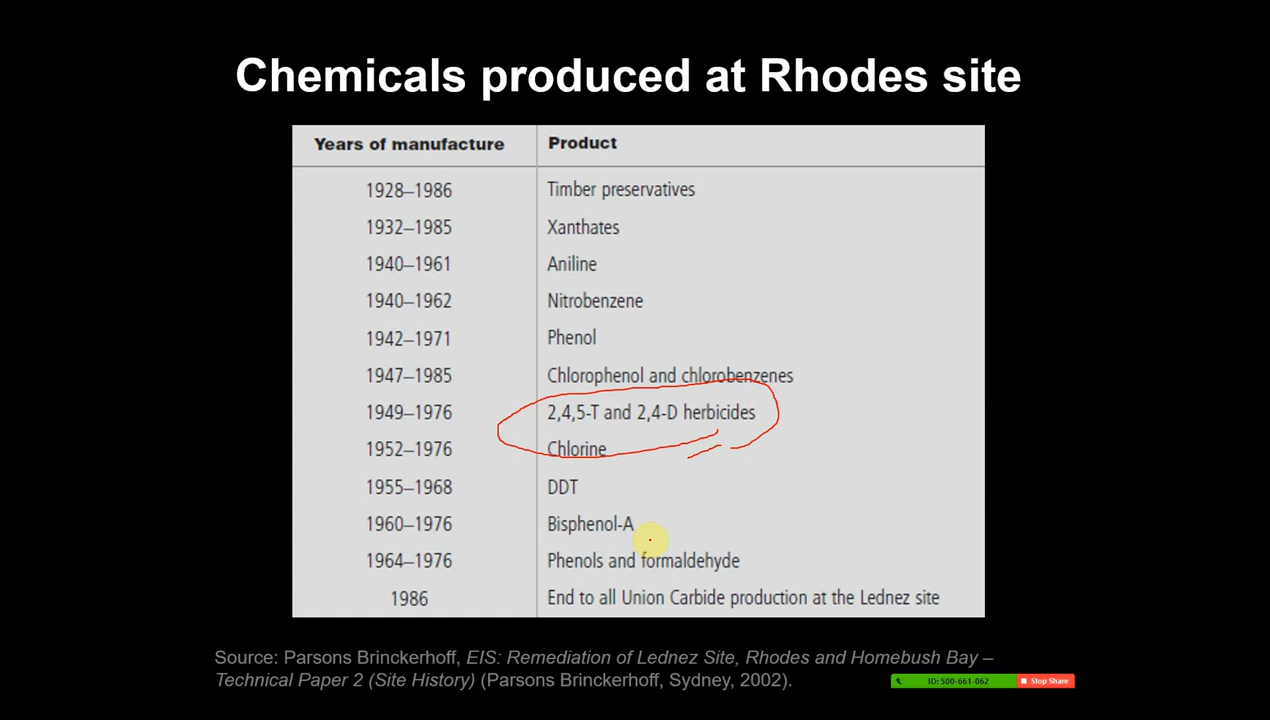 Chemicals produced at Rhodes site
Years of manufacture Product
1928–1986 Timber preservatives
1932–1985 Xanthates
1940–1961 Aniline
1940–1962 Nitrobenzene
1942–1971 Phenol
1947–1985 Chlorophenol and chlorobenzenes
1949–1976 2,4,5-T and 2,4-D herbicides
1952–1976 Chlorine
1955–1968 DDT
1960–1976 Bisphenol-A
1964–1976 Phenols and formaldehyde
1986 End to all Union Carbide production at the Lednez site
Source: Parsons Brinckerhoff, EIS: Remediation of Lednez Site, Rhodes and Homebush Bay –
Technical Paper 2 (Site History) (Parsons Brinckerhoff, Sydney, 2002).
ID: 500-661-062 Stop Share